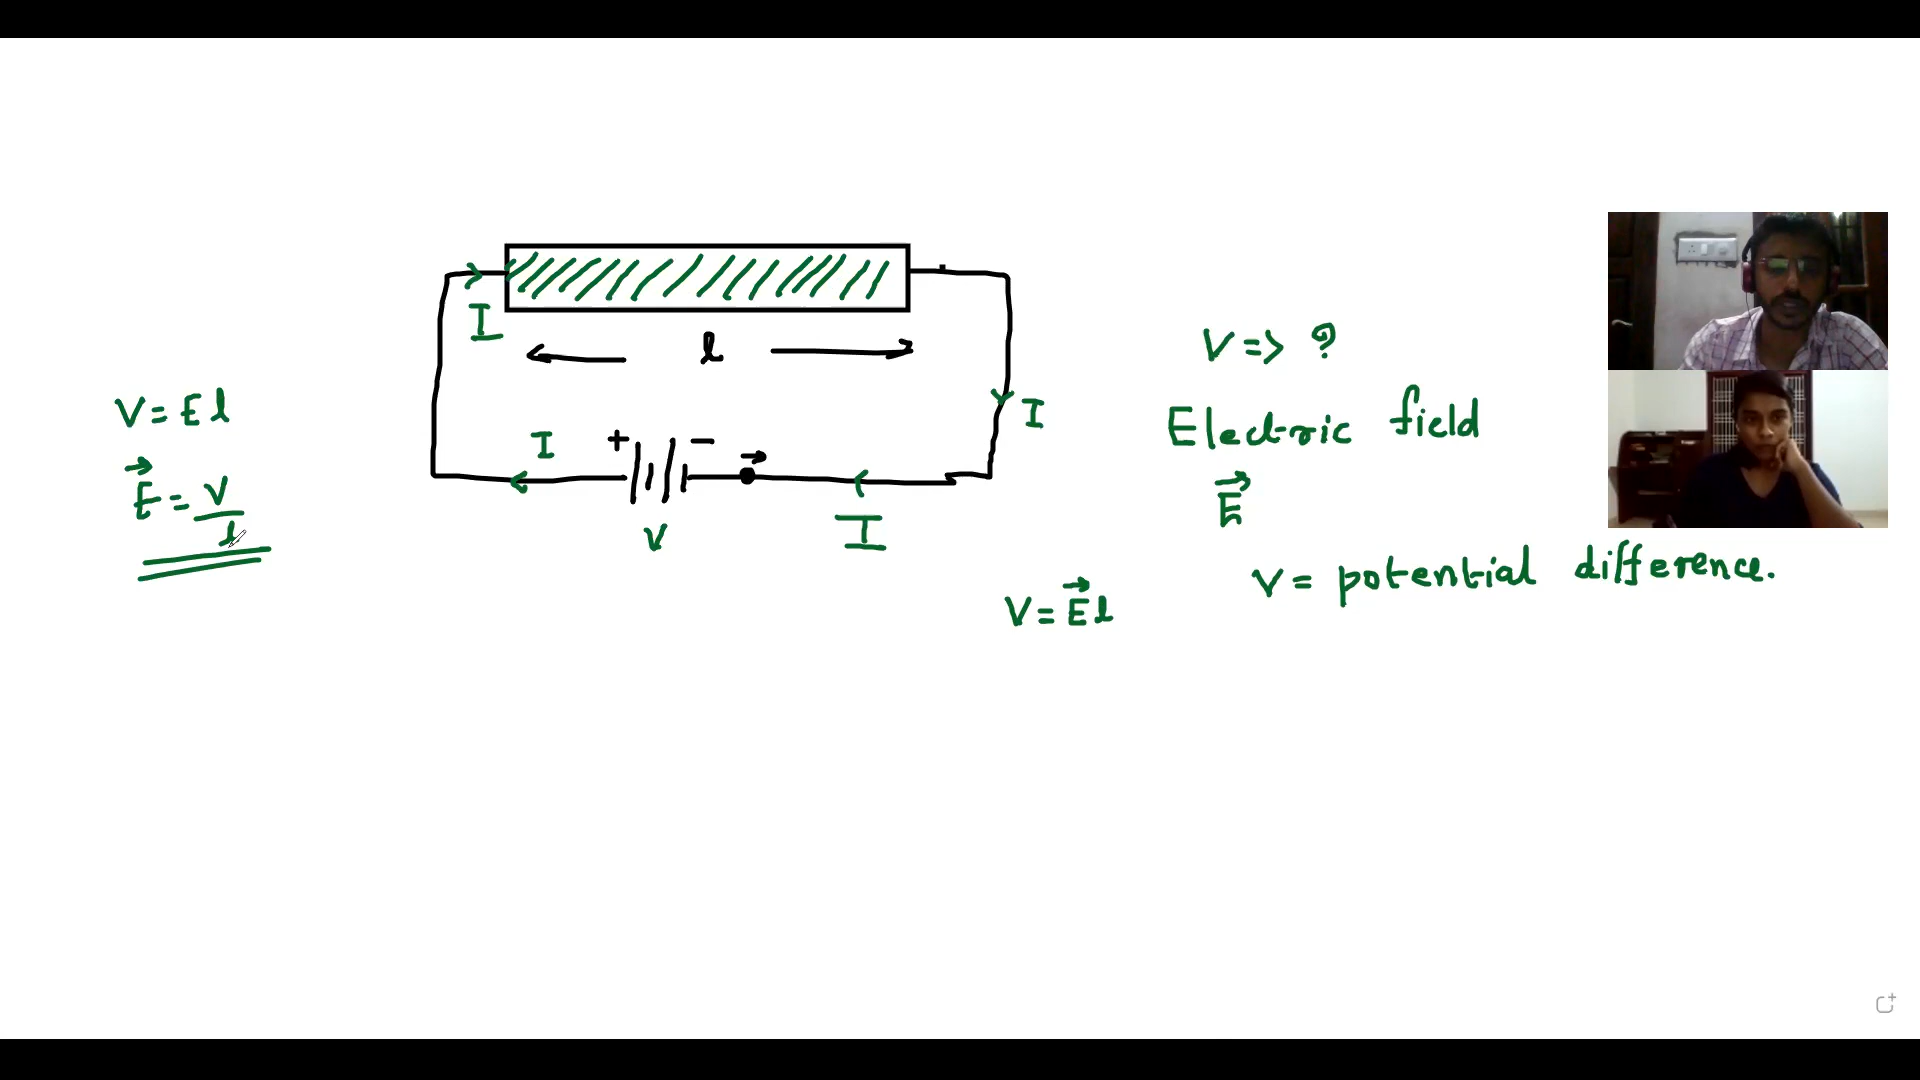 I
l
I
I
+
−
V
I
V = E l
E⃗ = V/l
V => ?
Electric field
E⃗
V = potential difference.
V = E⃗ l